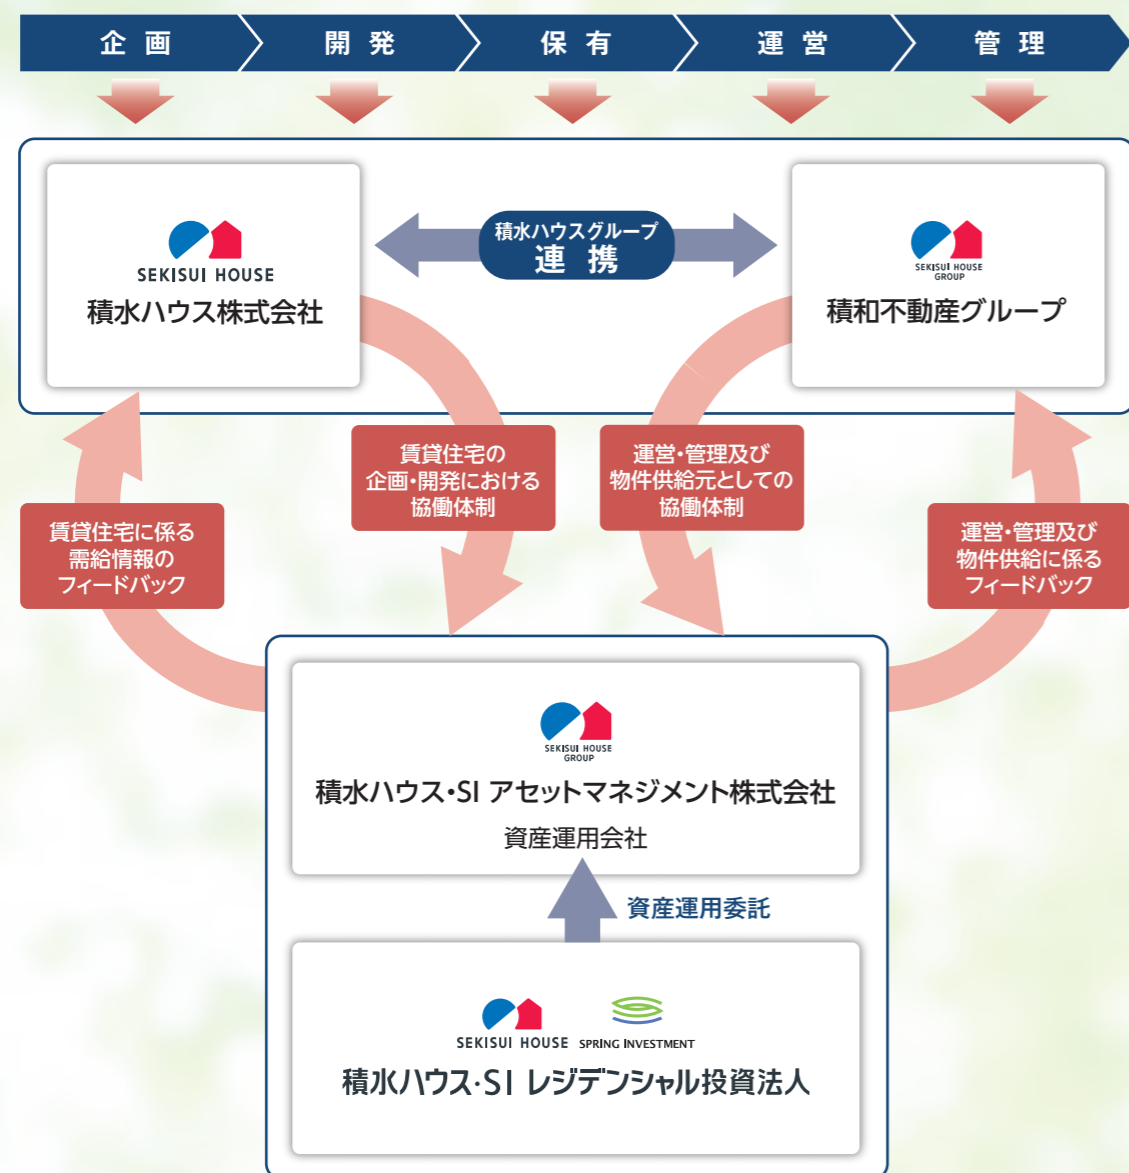 企画
開発
保有
運営
管理
SEKISUI HOUSE
積水ハウス株式会社
積水ハウスグループ
連携
SEKISUI HOUSE
GROUP
積和不動産グループ
賃貸住宅の
企画・開発における
協働体制
運営・管理及び
物件供給元としての
協働体制
賃貸住宅に係る
需給情報の
フィードバック
運営・管理及び
物件供給に係る
フィードバック
SEKISUI HOUSE
GROUP
積水ハウス・SI アセットマネジメント株式会社
資産運用会社
資産運用委託
SEKISUI HOUSE
SPRING INVESTMENT
積水ハウス・SI レジデンシャル投資法人